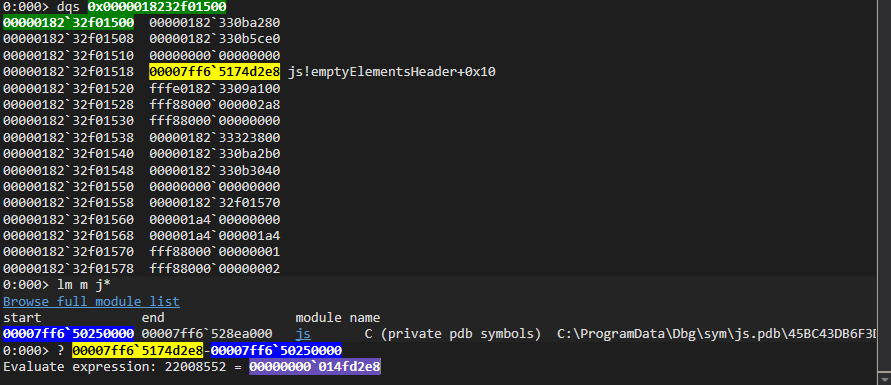 0:000> dqs 0x0000018232f01500
00000182`32f01500  00000182`330ba280
00000182`32f01508  00000182`330b5ce0
00000182`32f01510  00000000`00000000
00000182`32f01518  00007ff6`5174d2e8 js!emptyElementsHeader+0x10
00000182`32f01520  fffe0182`3309a100
00000182`32f01528  fff88000`000002a8
00000182`32f01530  fff88000`00000000
00000182`32f01538  00000182`33323800
00000182`32f01540  00000182`330ba2b0
00000182`32f01548  00000182`330b3040
00000182`32f01550  00000000`00000000
00000182`32f01558  00000182`32f01570
00000182`32f01560  000001a4`00000000
00000182`32f01568  000001a4`000001a4
00000182`32f01570  fff88000`00000001
00000182`32f01578  fff88000`00000002
0:000> lm m j*
Browse full module list
start             end                 module name
00007ff6`50250000 00007ff6`528ea000   js       C (private pdb symbols)  C:\ProgramData\Dbg\sym\js.pdb\45BC43DB6F3D
0:000> ? 00007ff6`5174d2e8-00007ff6`50250000
Evaluate expression: 22008552 = 00000000`014fd2e8